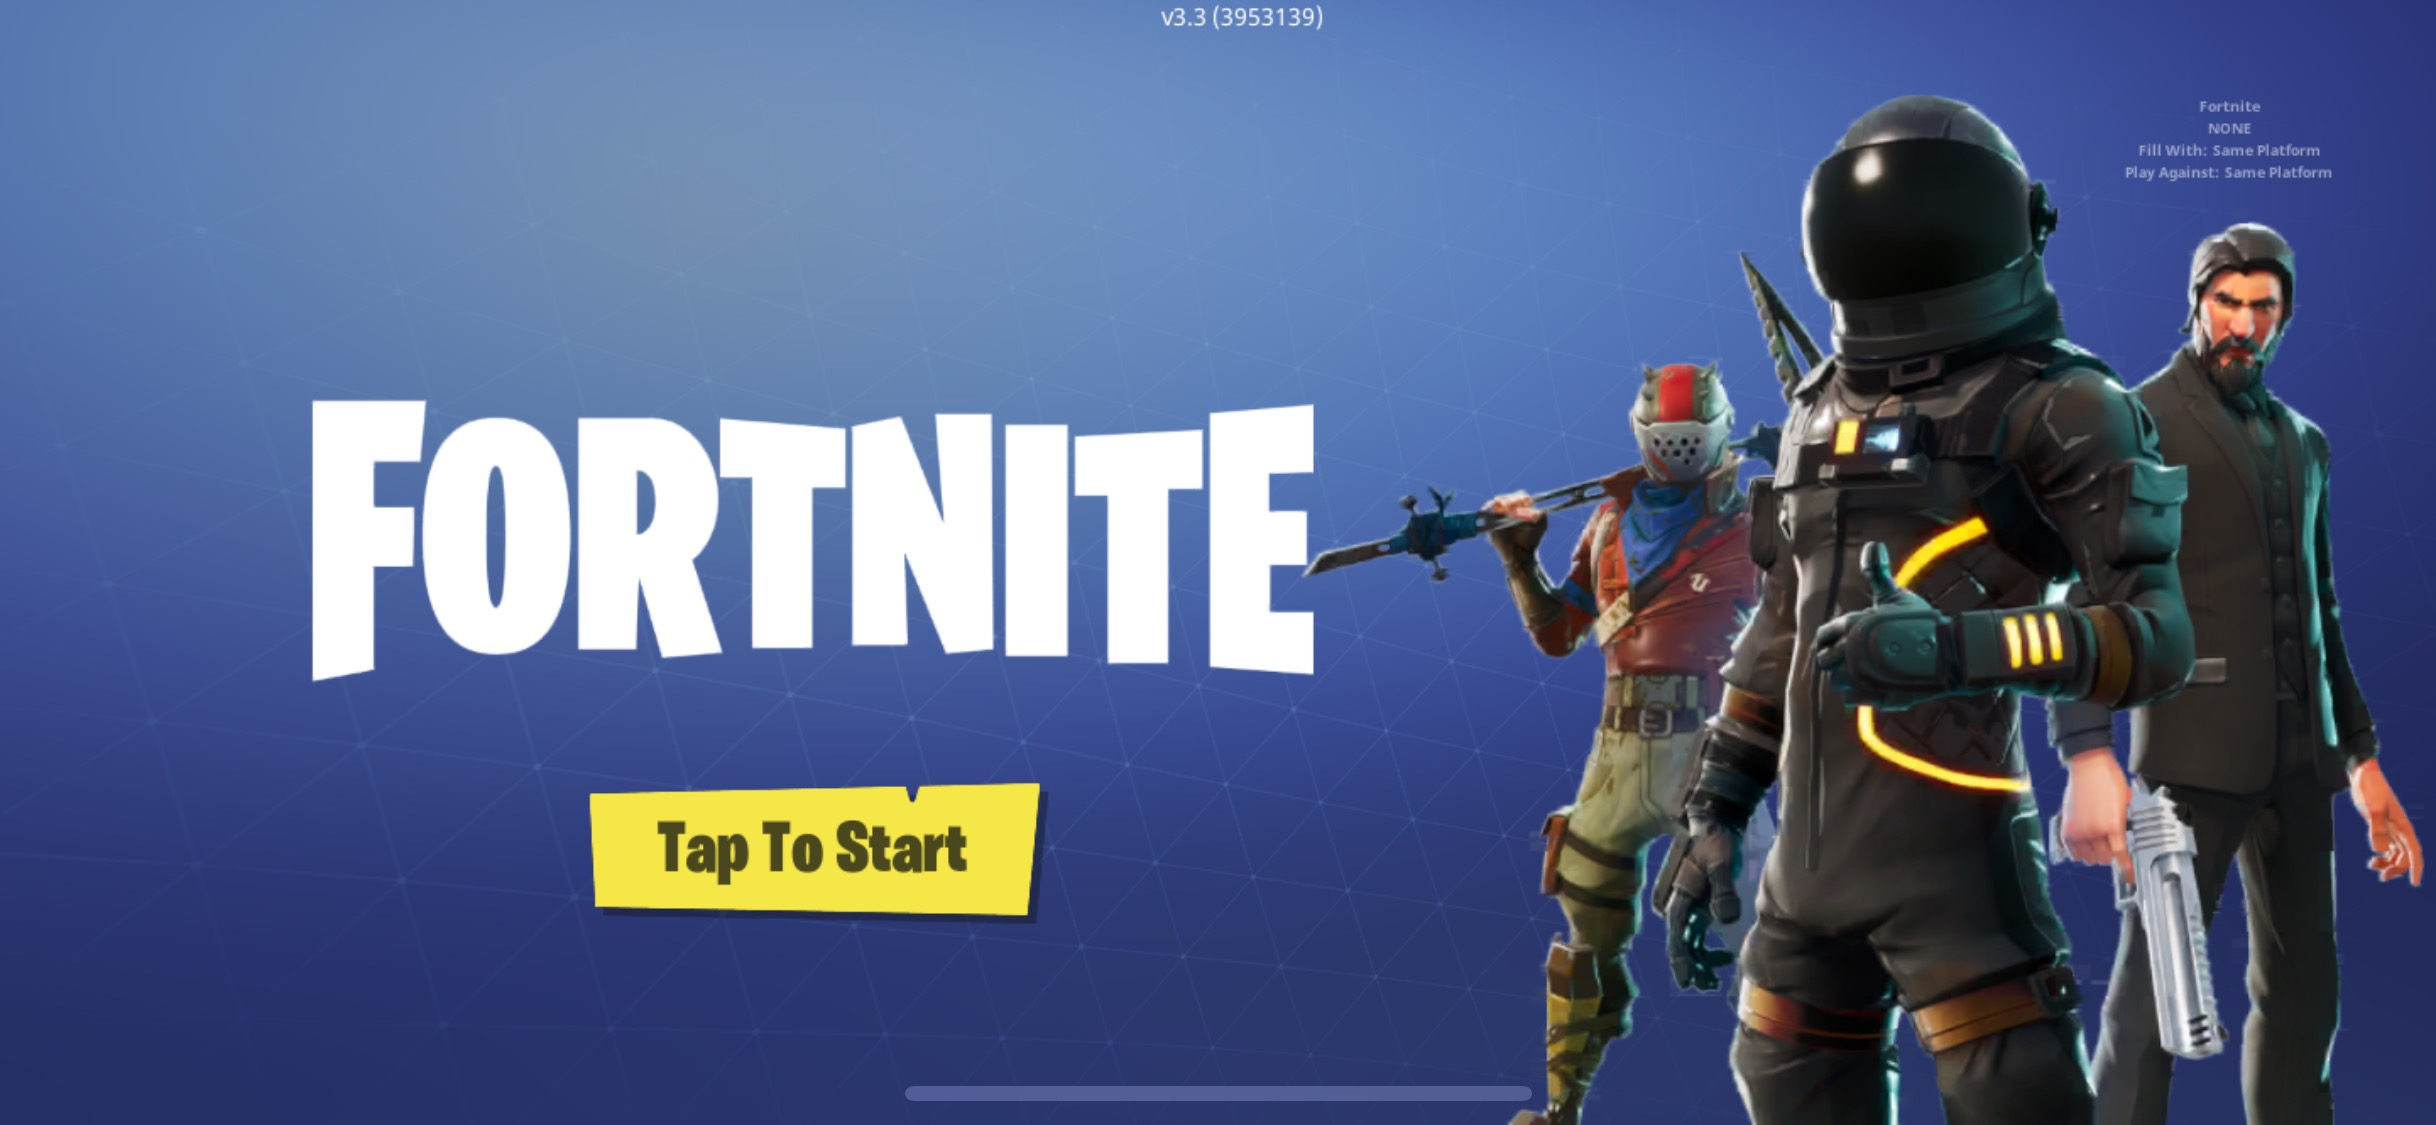 v3.3 (3953139)
Fortnite
NONE
Fill With: Same Platform
Play Against: Same Platform
FORTNITE
Tap To Start